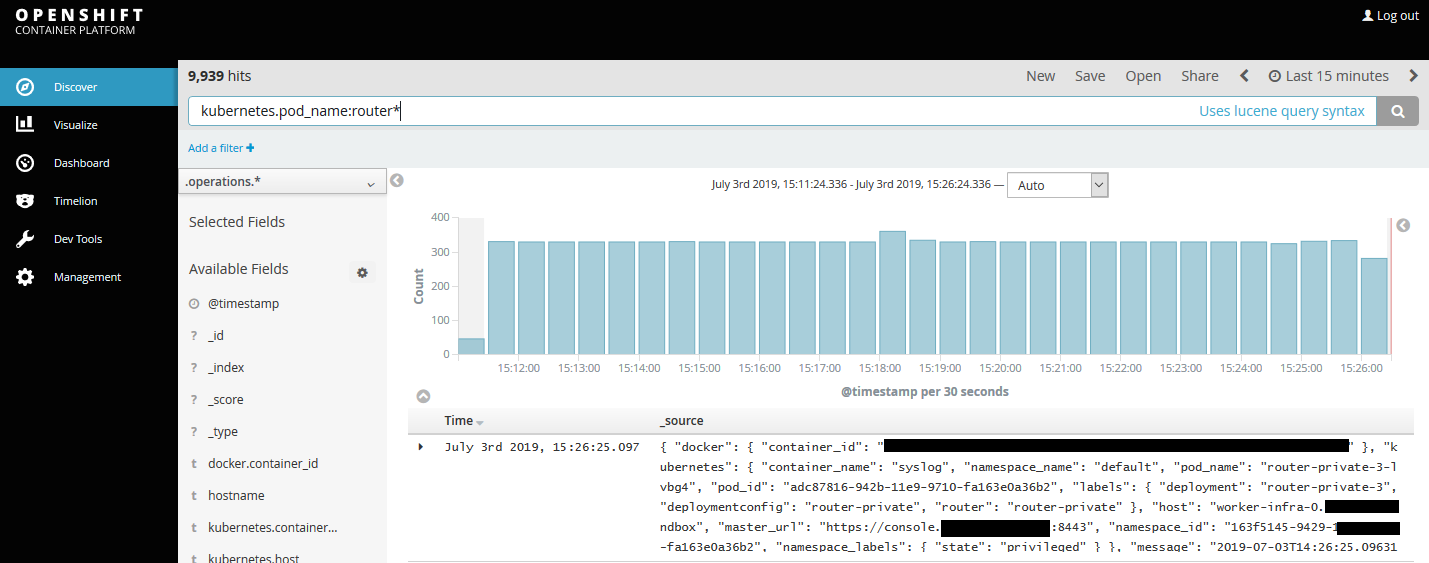 OPENSHIFT
CONTAINER PLATFORM
Log out
Discover
Visualize
Dashboard
Timelion
Dev Tools
Management
9,939 hits
New Save Open Share Last 15 minutes
kubernetes.pod_name:router*
Uses lucene query syntax
Add a filter +
.operations.*
Selected Fields
Available Fields
@timestamp
? _id
? _index
? _score
? _type
t docker.container_id
t hostname
t kubernetes.container...
t kubernetes.host
July 3rd 2019, 15:11:24.336 - July 3rd 2019, 15:26:24.336 — Auto
Count
400
300
200
100
0
15:12:00 15:13:00 15:14:00 15:15:00 15:16:00 15:17:00 15:18:00 15:19:00 15:20:00 15:21:00 15:22:00 15:23:00 15:24:00 15:25:00 15:26:00
@timestamp per 30 seconds
Time _source
July 3rd 2019, 15:26:25.097
{ "docker": { "container_id": " " }, "k
ubernetes": { "container_name": "syslog", "namespace_name": "default", "pod_name": "router-private-3-l
vbg4", "pod_id": "adc87816-942b-11e9-9710-fa163e0a36b2", "labels": { "deployment": "router-private-3",
"deploymentconfig": "router-private", "router": "router-private" }, "host": "worker-infra-0.
ndbox", "master_url": "https://console. :8443", "namespace_id": "163f5145-9429-1
-fa163e0a36b2", "namespace_labels": { "state": "privileged" } }, "message": "2019-07-03T14:26:25.09631